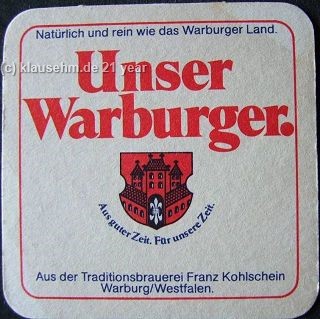 Natürlich und rein wie das Warburger Land.
(c) klausehm.de 21 year
Unser
Warburger.
Aus guter Zeit. Für unsere Zeit.
Aus der Traditionsbrauerei Franz Kohlschein
Warburg/Westfalen.